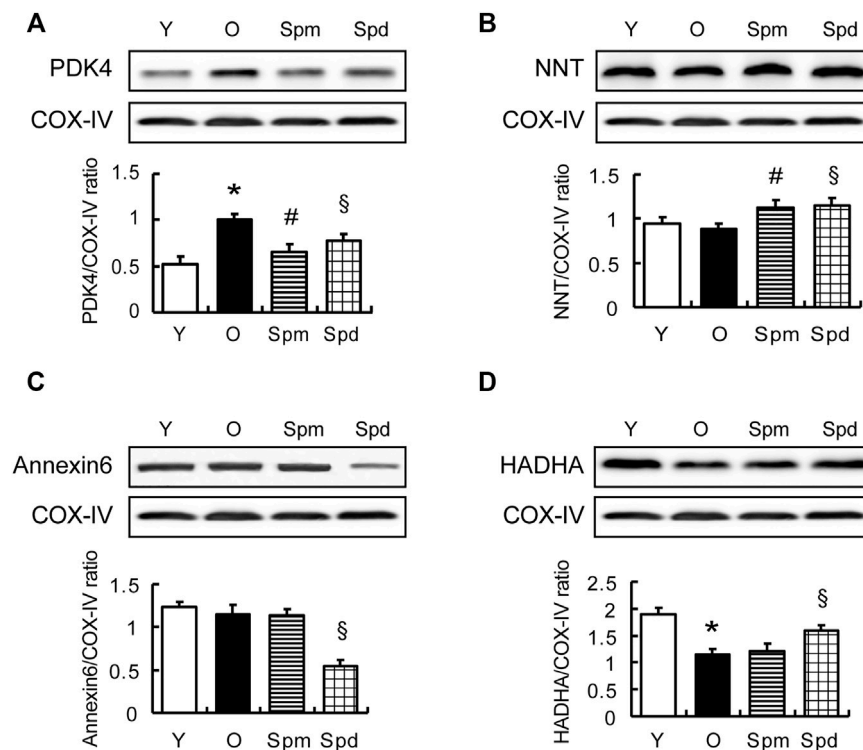 A
Y O Spm Spd
PDK4
COX-IV
PDK4/COX-IV ratio
1.5
1
0.5
0
*
#
§
Y O Spm Spd
B
Y O Spm Spd
NNT
COX-IV
NNT/COX-IV ratio
1.5
1
0.5
0
#
§
Y O Spm Spd
C
Y O Spm Spd
Annexin6
COX-IV
Annexin6/COX-IV ratio
1.5
1
0.5
0
§
Y O Spm Spd
D
Y O Spm Spd
HADHA
COX-IV
HADHA/COX-IV ratio
2.5
2
1.5
1
0.5
0
*
§
Y O Spm Spd